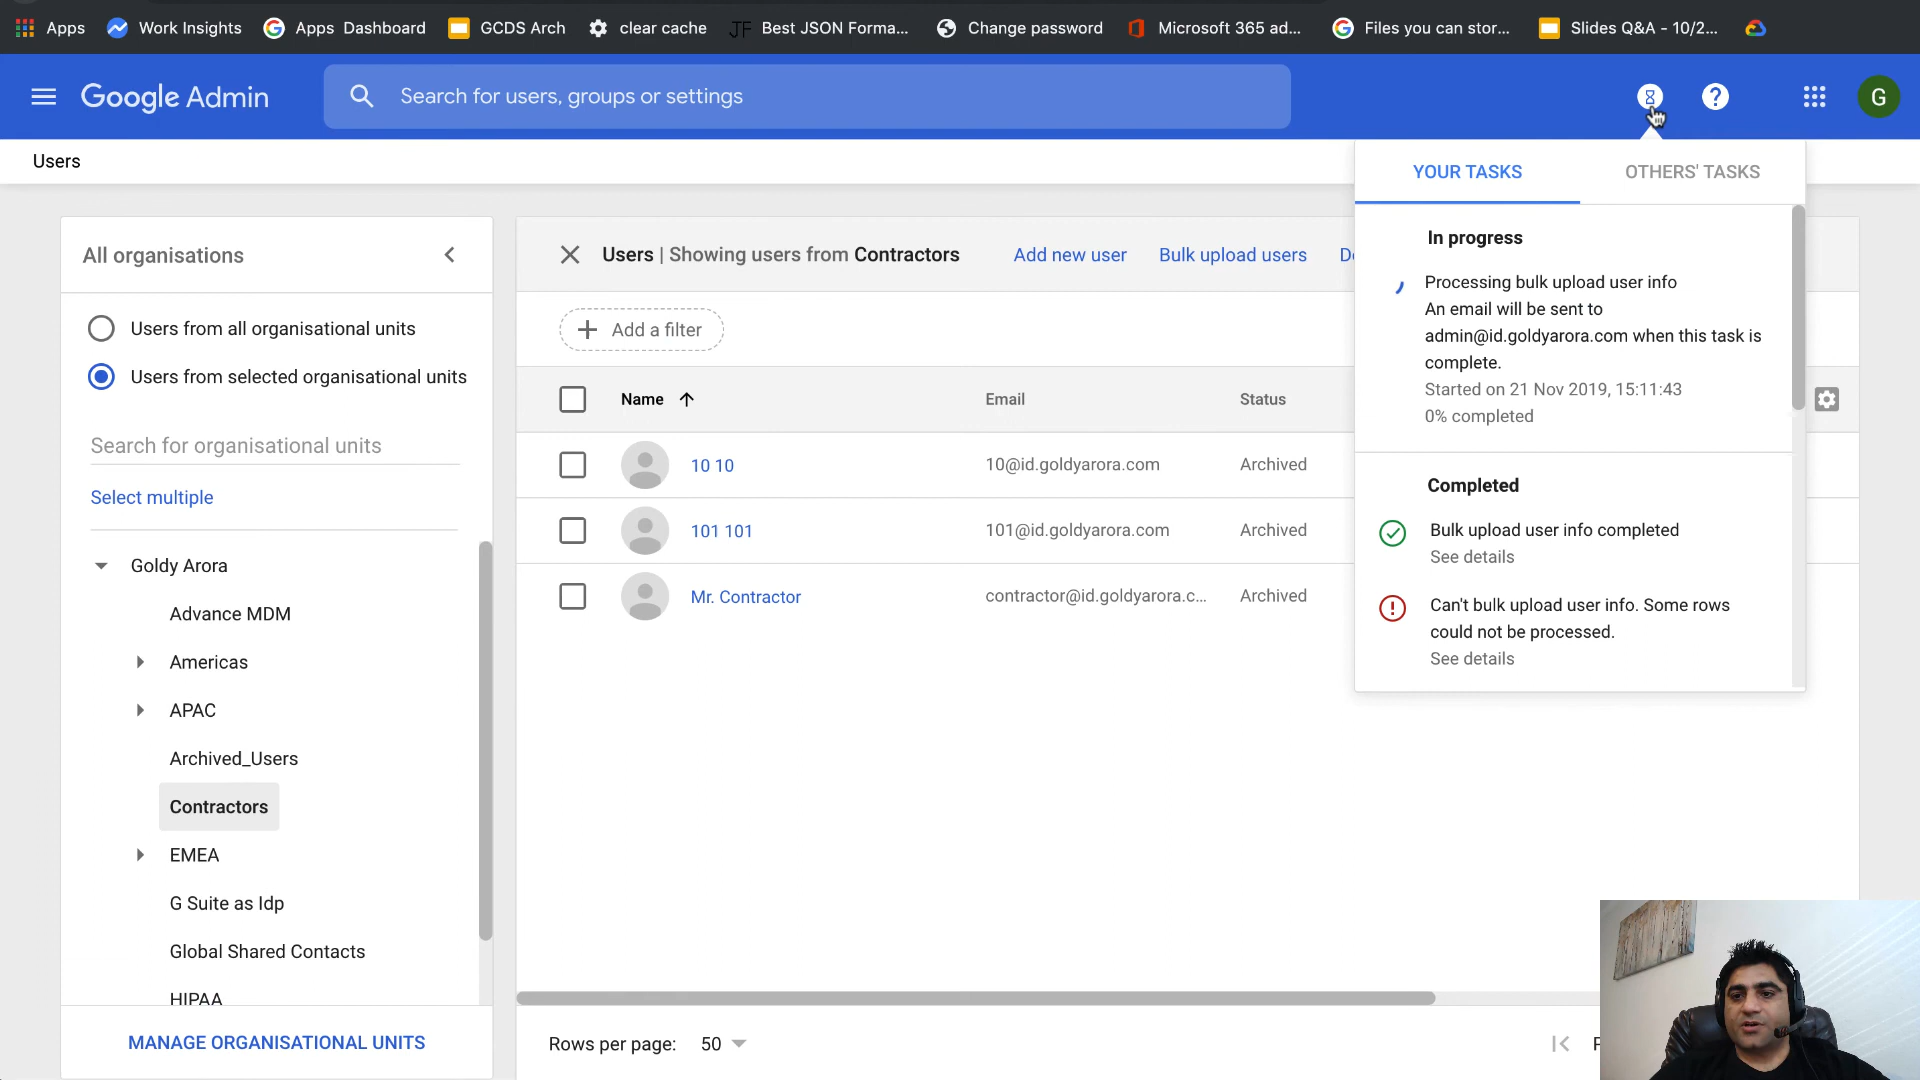 Apps
Work Insights
Apps Dashboard
GCDS Arch
clear cache
JF Best JSON Forma...
Change password
Microsoft 365 ad...
Files you can stor...
Slides Q&A - 10/2...
Google Admin
Search for users, groups or settings
G
Users
YOUR TASKS
OTHERS' TASKS
All organisations
Users from all organisational units
Users from selected organisational units
Search for organisational units
Select multiple
Goldy Arora
Advance MDM
Americas
APAC
Archived_Users
Contractors
EMEA
G Suite as Idp
Global Shared Contacts
HIPAA
MANAGE ORGANISATIONAL UNITS
Users | Showing users from Contractors
Add new user
Bulk upload users
Add a filter
Name
Email
Status
10 10
10@id.goldyarora.com
Archived
101 101
101@id.goldyarora.com
Archived
Mr. Contractor
contractor@id.goldyarora.c...
Archived
Rows per page: 50
In progress
Processing bulk upload user info
An email will be sent to
admin@id.goldyarora.com when this task is
complete.
Started on 21 Nov 2019, 15:11:43
0% completed
Completed
Bulk upload user info completed
See details
Can't bulk upload user info. Some rows
could not be processed.
See details